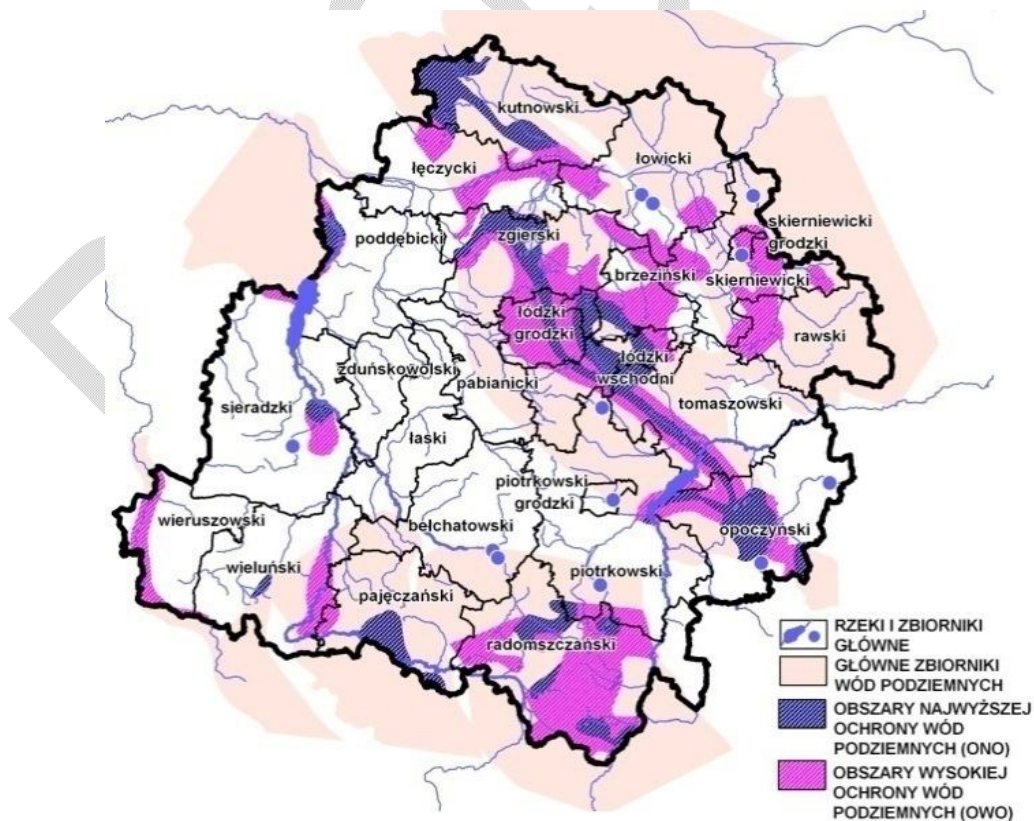 kutnowski
łowicki
łęczycki
skierniewicki
grodzki
poddębicki
zgierski
brzeziński
skierniewicki
łódzki
grodzki
rawski
łódzki
wschodni
zduńskowolski
pabianicki
tomaszowski
sieradzki
łaski
piotrkowski
grodzki
wieruszowski
bełchatowski
opoczyński
wieluński
piotrkowski
pajęczański
radomszczański
RZEKI I ZBIORNIKI
GŁÓWNE
GŁÓWNE ZBIORNIKI
WÓD PODZIEMNYCH
OBSZARY NAJWYŻSZEJ
OCHRONY WÓD
PODZIEMNYCH (ONO)
OBSZARY WYSOKIEJ
OCHRONY WÓD
PODZIEMNYCH (OWO)